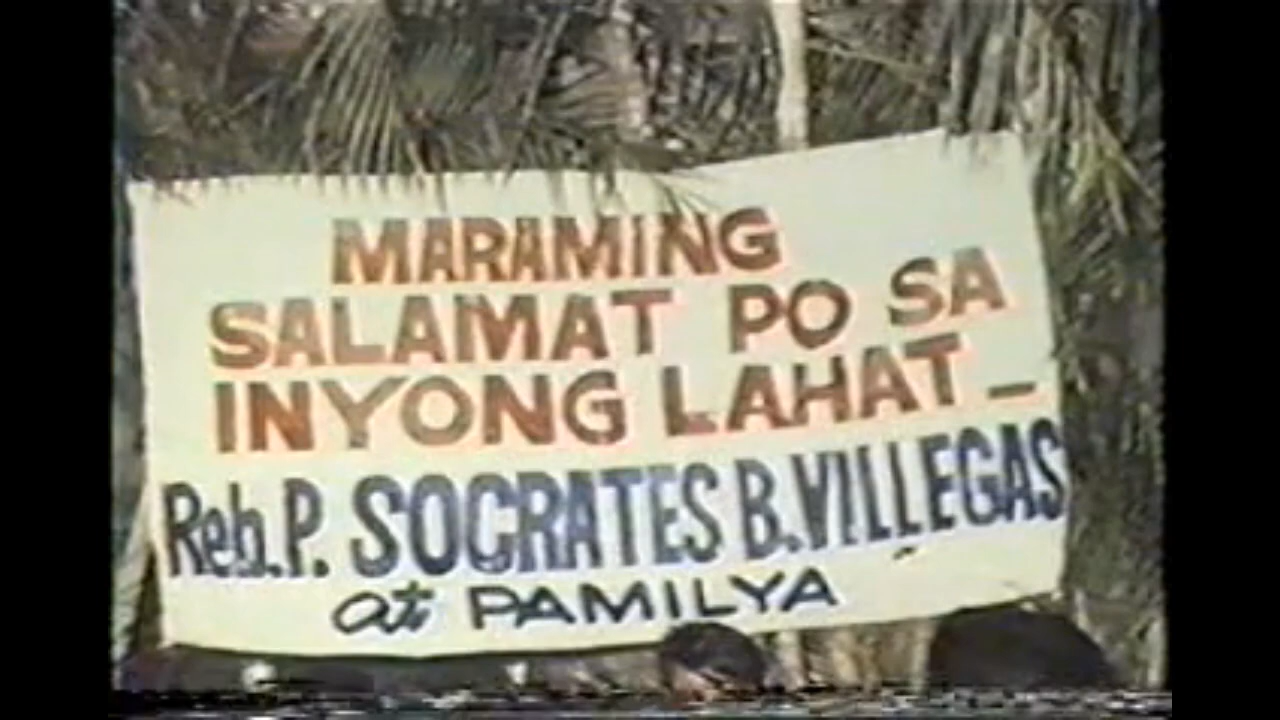 MARAMING
SALAMAT PO SA
INYONG LAHAT -
Reb. P. SOCRATES B. VILLEGAS
at PAMILYA